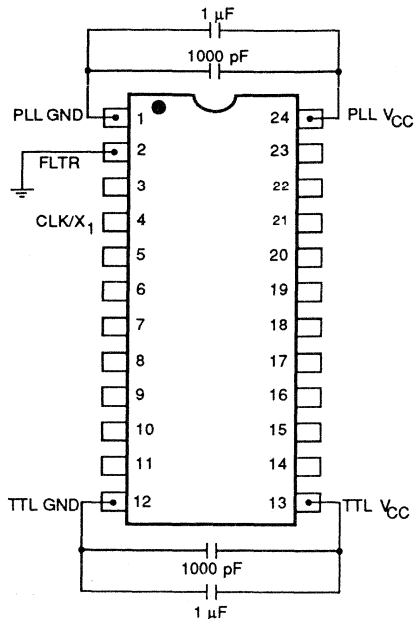 1 µF
1000 pF
PLL GND 1 24 PLL VCC
FLTR 2 23
3 22
CLK/X1 4 21
5 20
6 19
7 18
8 17
9 16
10 15
11 14
TTL GND 12 13 TTL VCC
1000 pF
1 µF